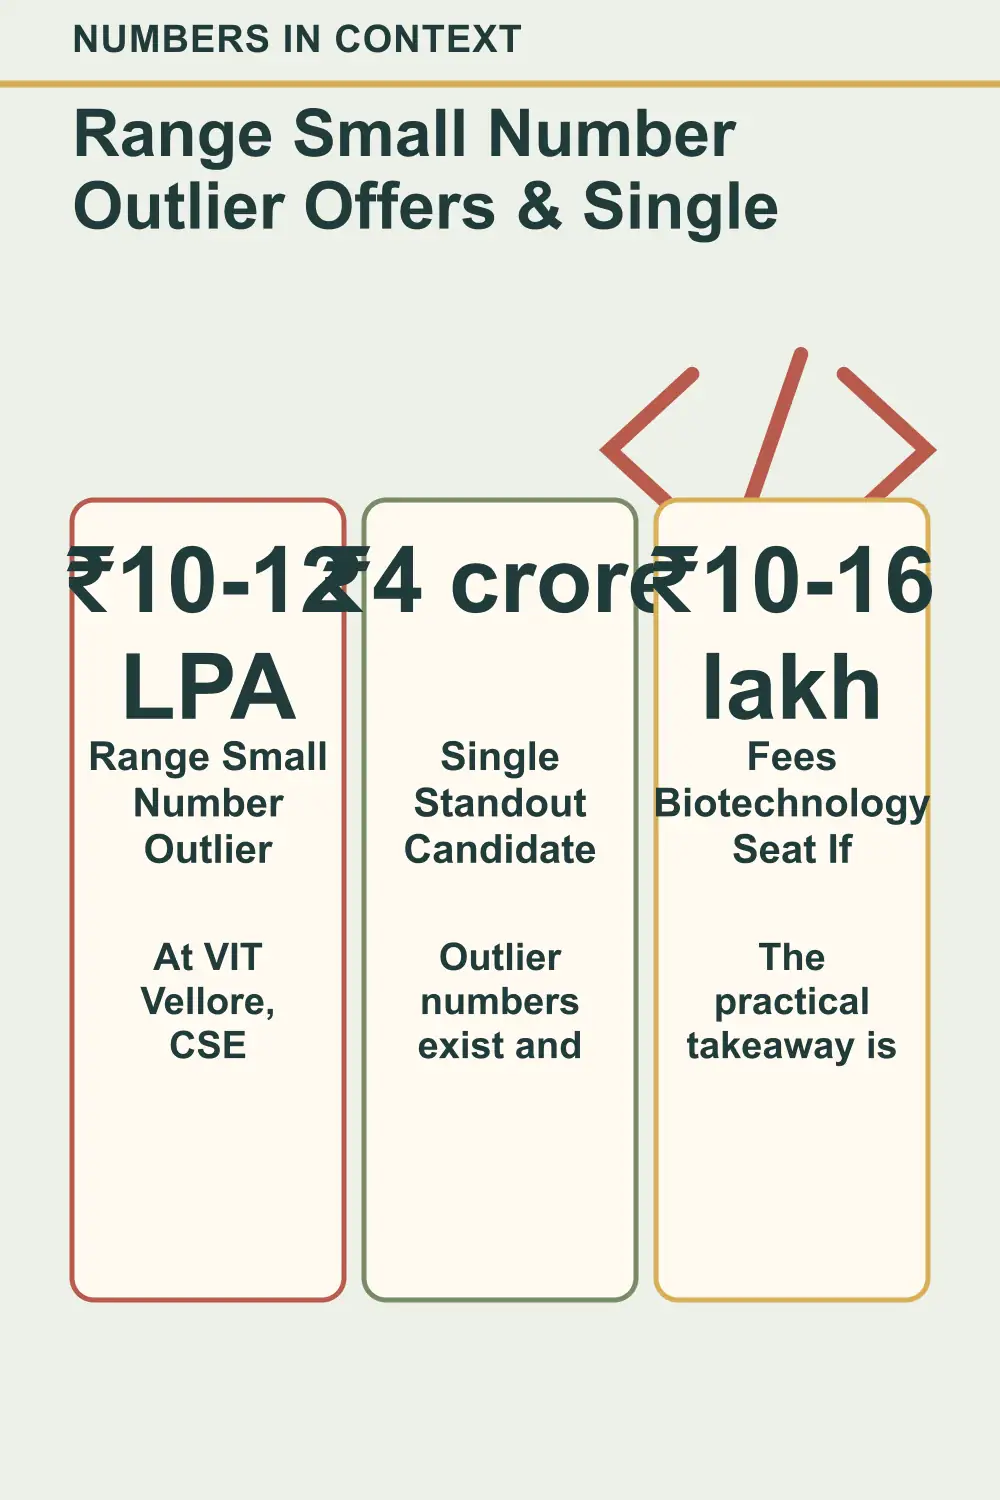 NUMBERS IN CONTEXT
Range Small Number
Outlier Offers & Single
₹10-12
LPA
Range Small
Number
Outlier
At VIT
Vellore,
CSE
₹4 crore
Single
Standout
Candidate
Outlier
numbers
exist and
₹10-16
lakh
Fees
Biotechnology
Seat If
The
practical
takeaway is